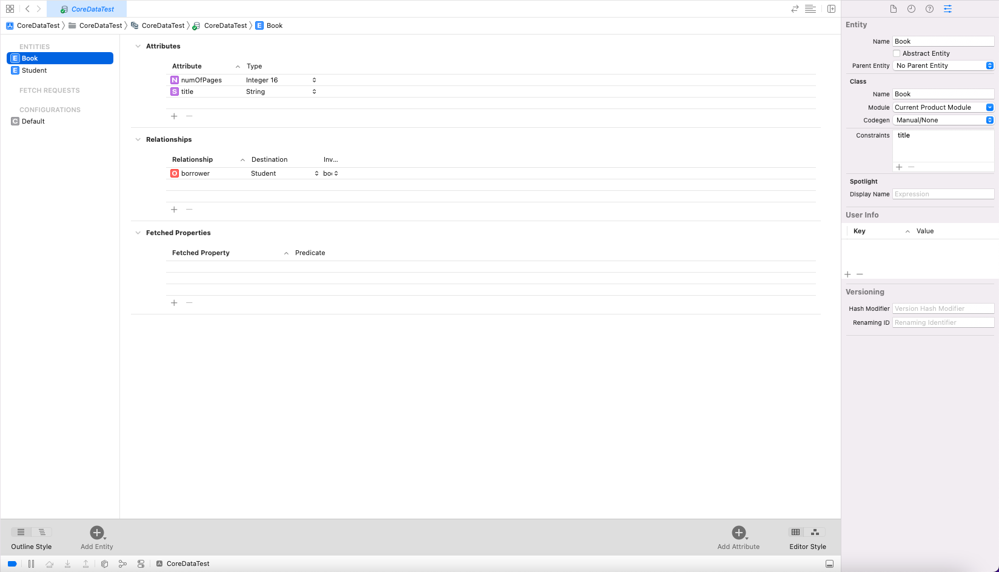 CoreDataTest
CoreDataTest CoreDataTest CoreDataTest CoreDataTest E Book
ENTITIES
E Book
E Student
FETCH REQUESTS
CONFIGURATIONS
C Default
Attributes
Attribute Type
N numOfPages Integer 16
S title String
Relationships
Relationship Destination Inv...
O borrower Student
Fetched Properties
Fetched Property Predicate
Entity
Name Book
Abstract Entity
Parent Entity No Parent Entity
Class
Name Book
Module Current Product Module
Codegen Manual/None
Constraints title
Spotlight
Display Name Expression
User Info
Key Value
Versioning
Hash Modifier Version Hash Modifier
Renaming ID Renaming Identifier
Outline Style Add Entity Add Attribute Editor Style
CoreDataTest